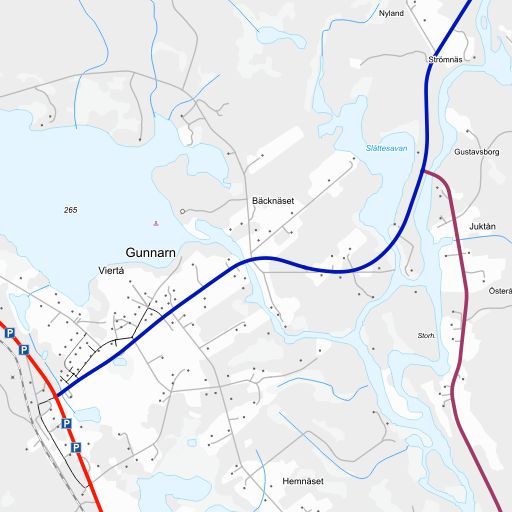 Nyland
Strömnäs
Slättesavan
Gustavsborg
265
Bäcknäset
Juktån
Gunnarn
Viertá
Österå
P
P
Storh.
P
P
Hemnäset